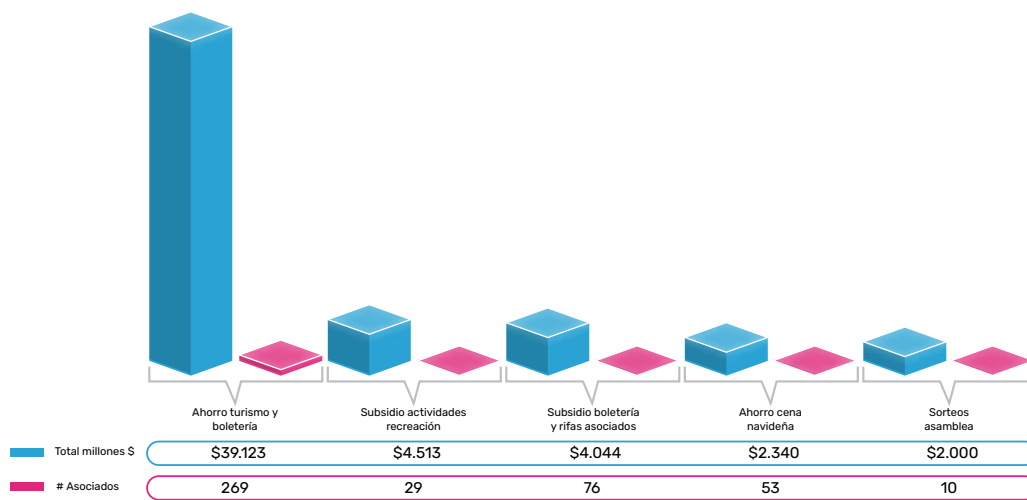 Ahorro turismo y
boletería
Subsidio actividades
recreación
Subsidio boletería
y rifas asociados
Ahorro cena
navideña
Sorteos
asamblea
Total millones $ $39.123 $4.513 $4.044 $2.340 $2.000
# Asociados 269 29 76 53 10